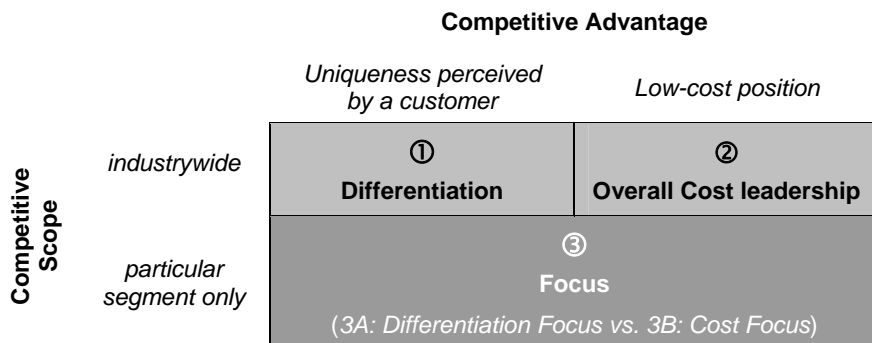 Competitive Advantage
Uniqueness perceived
by a customer
Low-cost position
Competitive
Scope
industrywide
①
Differentiation
②
Overall Cost leadership
particular
segment only
③
Focus
(3A: Differentiation Focus vs. 3B: Cost Focus)